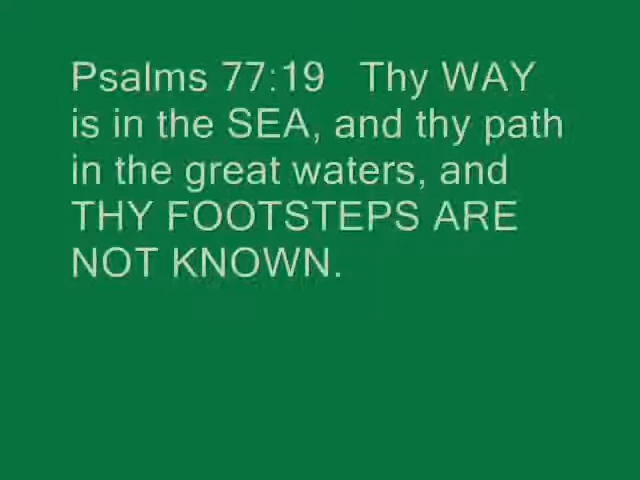 Psalms 77:19   Thy WAY
is in the SEA, and thy path
in the great waters, and
THY FOOTSTEPS ARE
NOT KNOWN.